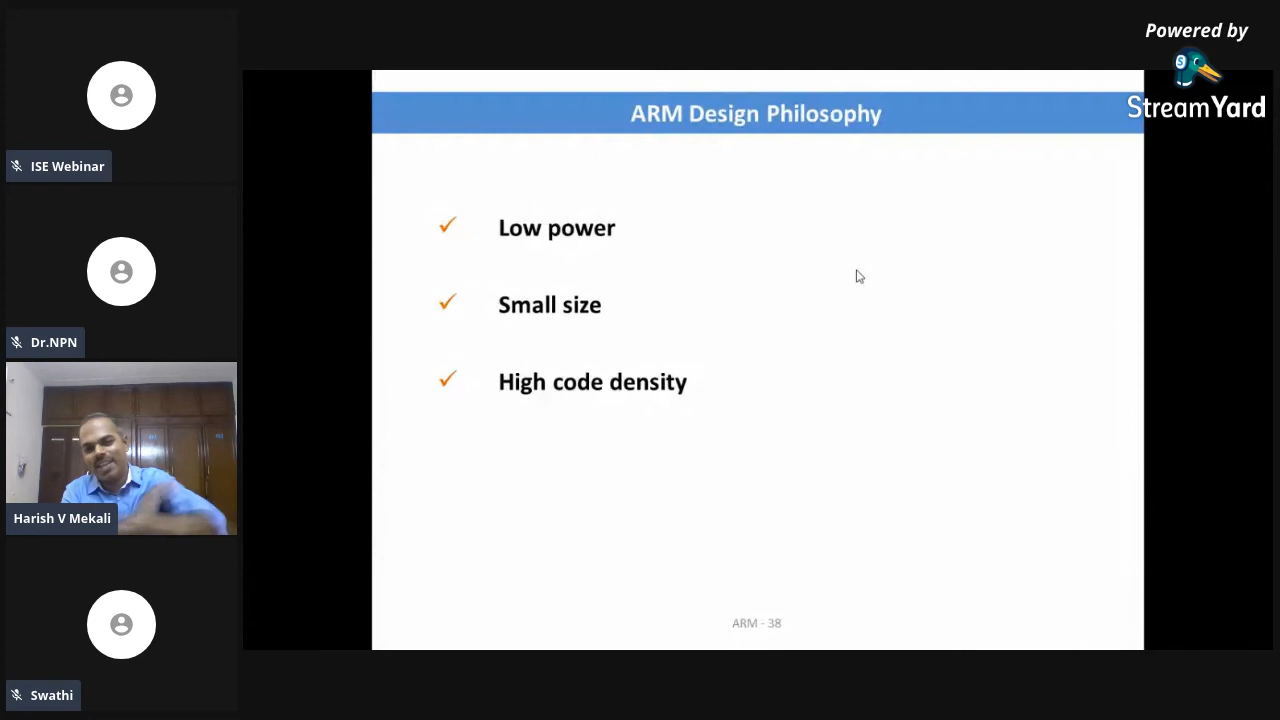 Powered by
StreamYard
ARM Design Philosophy
ISE Webinar
Low power
Small size
Dr.NPN
High code density
Harish V Mekali
ARM - 38
Swathi